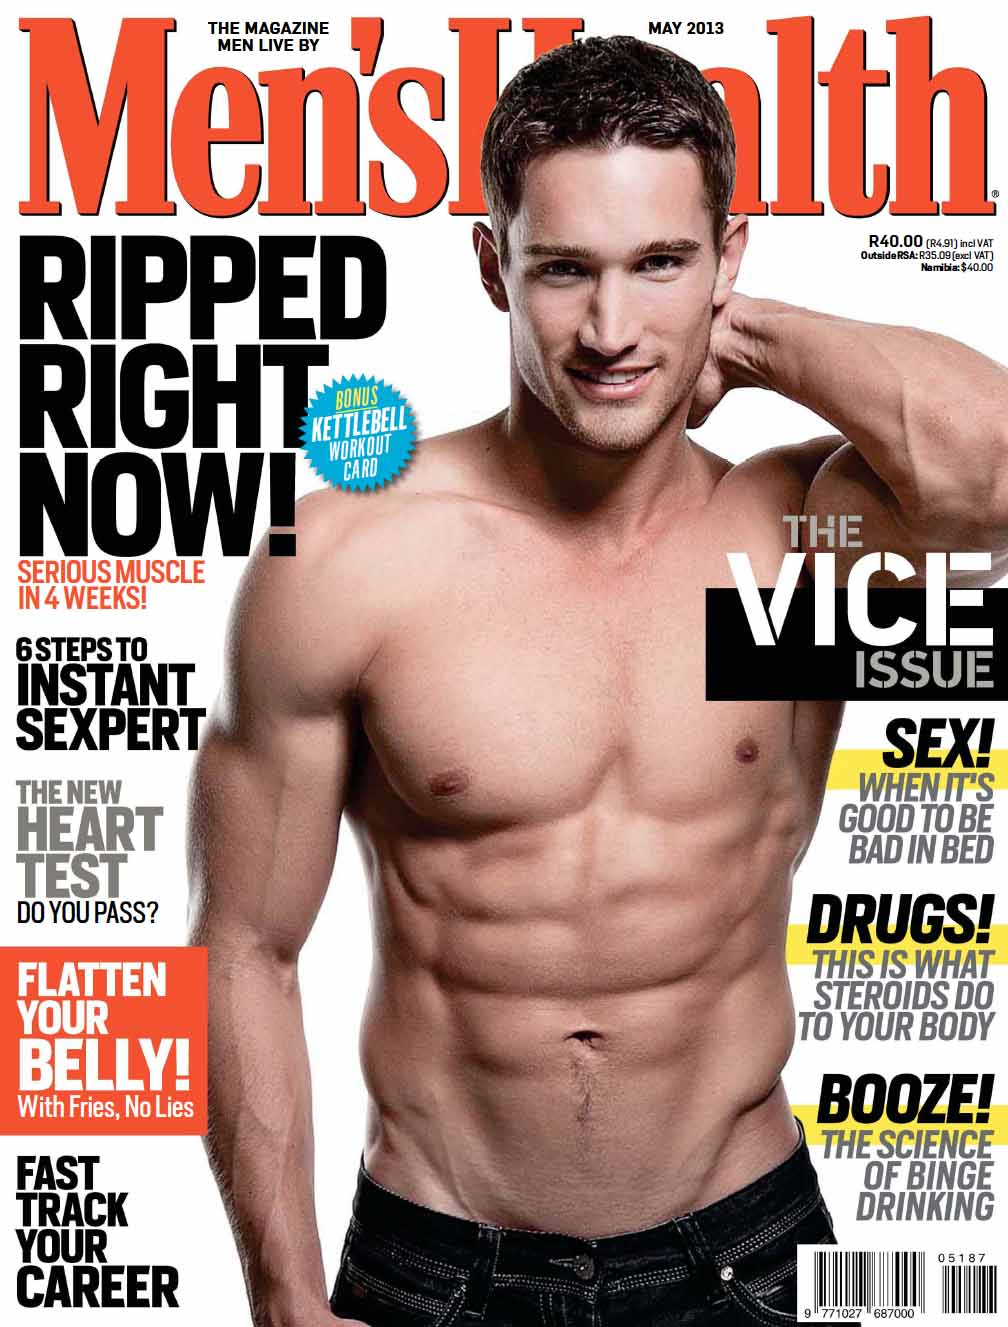 THE MAGAZINE
MEN LIVE BY
MAY 2013
Men's Health
®
R40.00 (R4.91) incl VAT
Outside RSA: R35.09 (excl VAT)
Namibia: $40.00
RIPPED
RIGHT
NOW!
BONUS
KETTLEBELL
WORKOUT
CARD
SERIOUS MUSCLE
IN 4 WEEKS!
6 STEPS TO
INSTANT
SEXPERT
THE NEW
HEART
TEST
DO YOU PASS?
FLATTEN
YOUR
BELLY!
With Fries, No Lies
FAST
TRACK
YOUR
CAREER
THE
VICE
ISSUE
SEX!
WHEN IT'S
GOOD TO BE
BAD IN BED
DRUGS!
THIS IS WHAT
STEROIDS DO
TO YOUR BODY
BOOZE!
THE SCIENCE
OF BINGE
DRINKING
05187
9 771027 687000